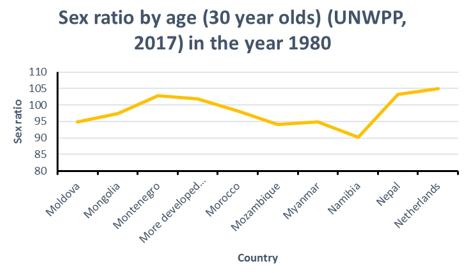 Sex ratio by age (30 year olds) (UNWPP,
2017) in the year 1980
110
105
100
95
90
85
80
Sex ratio
Moldova
Mongolia
Montenegro
More developed...
Morocco
Mozambique
Myanmar
Namibia
Nepal
Netherlands
Country